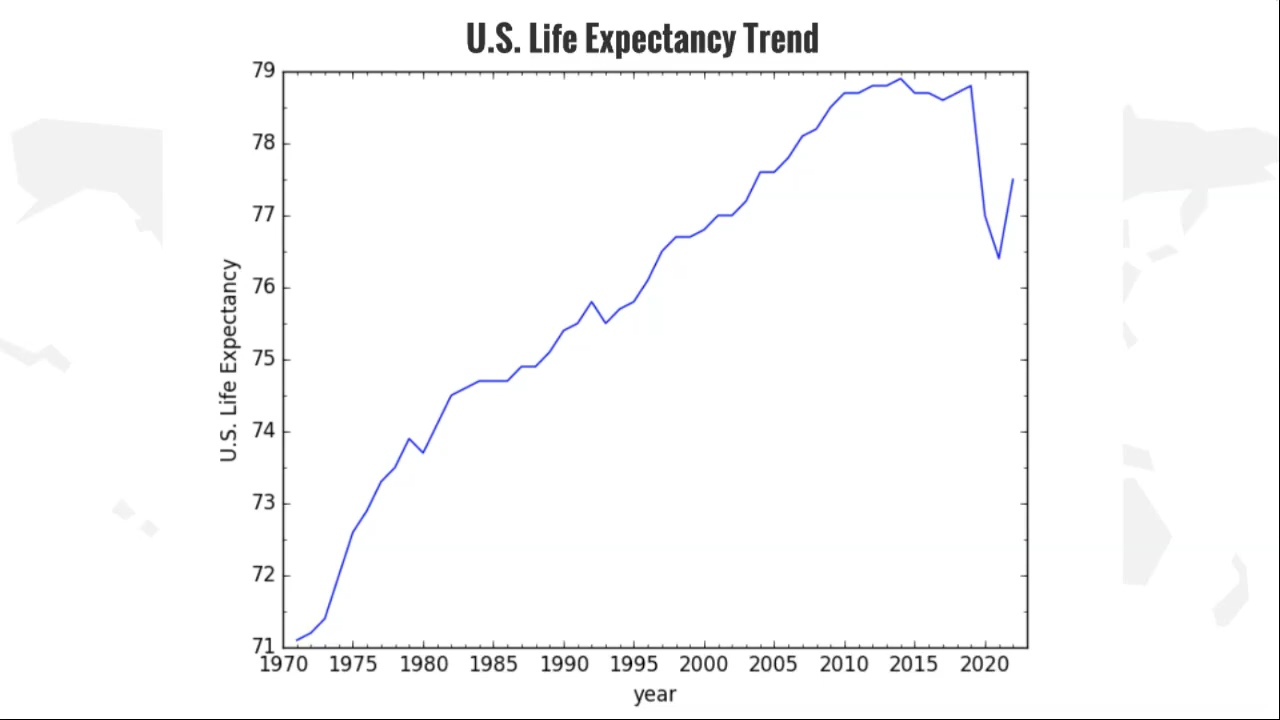 U.S. Life Expectancy Trend
79
78
77
76
75
74
73
72
71
U.S. Life Expectancy
1970 1975 1980 1985 1990 1995 2000 2005 2010 2015 2020
year